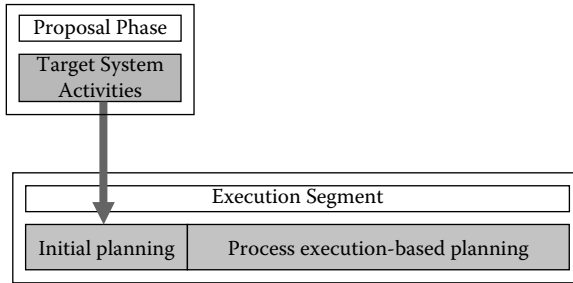 Proposal Phase
Target System
Activities
Execution Segment
Initial planning
Process execution-based planning